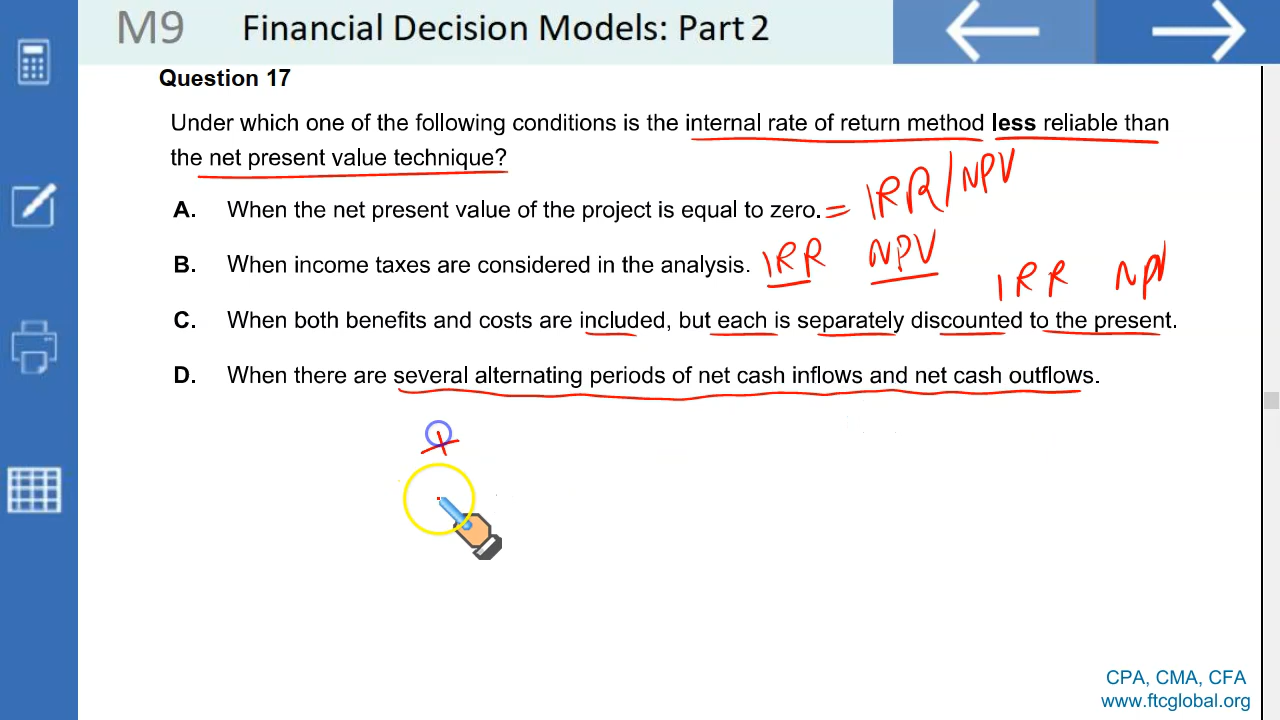 M9 Financial Decision Models: Part 2
Question 17
Under which one of the following conditions is the internal rate of return method less reliable than
the net present value technique?
A. When the net present value of the project is equal to zero. = IRR/NPV
B. When income taxes are considered in the analysis. IRR NPV
IRR NPV
C. When both benefits and costs are included, but each is separately discounted to the present.
D. When there are several alternating periods of net cash inflows and net cash outflows.
+
CPA, CMA, CFA
www.ftcglobal.org